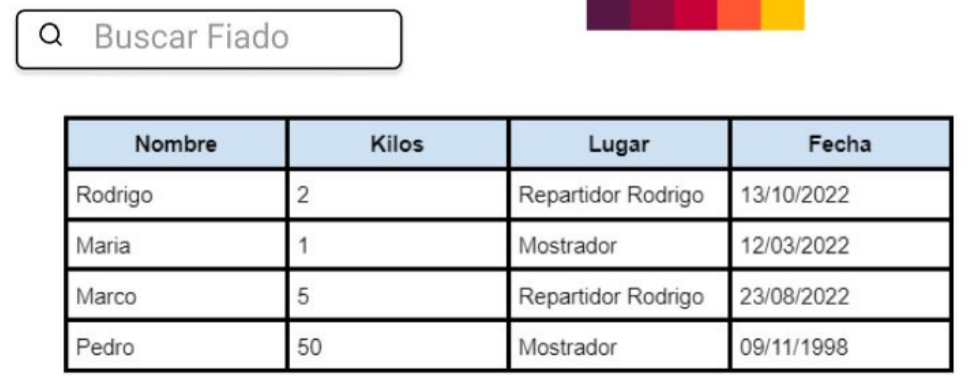 Buscar Fiado
Nombre Kilos Lugar Fecha
Rodrigo 2 Repartidor Rodrigo 13/10/2022
Maria 1 Mostrador 12/03/2022
Marco 5 Repartidor Rodrigo 23/08/2022
Pedro 50 Mostrador 09/11/1998